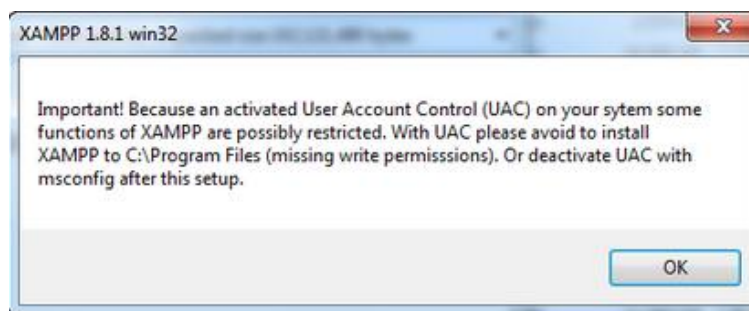 XAMPP 1.8.1 win32
Important! Because an activated User Account Control (UAC) on your sytem some
functions of XAMPP are possibly restricted. With UAC please avoid to install
XAMPP to C:\Program Files (missing write permisssions). Or deactivate UAC with
msconfig after this setup.
OK